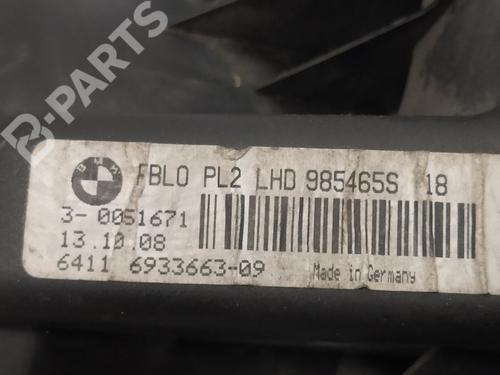 B-PARTS
BMW
FBLO PL2 LHD 985465S 18
3-0051671
13.10.08
6411 6933663-09
Made in Germany